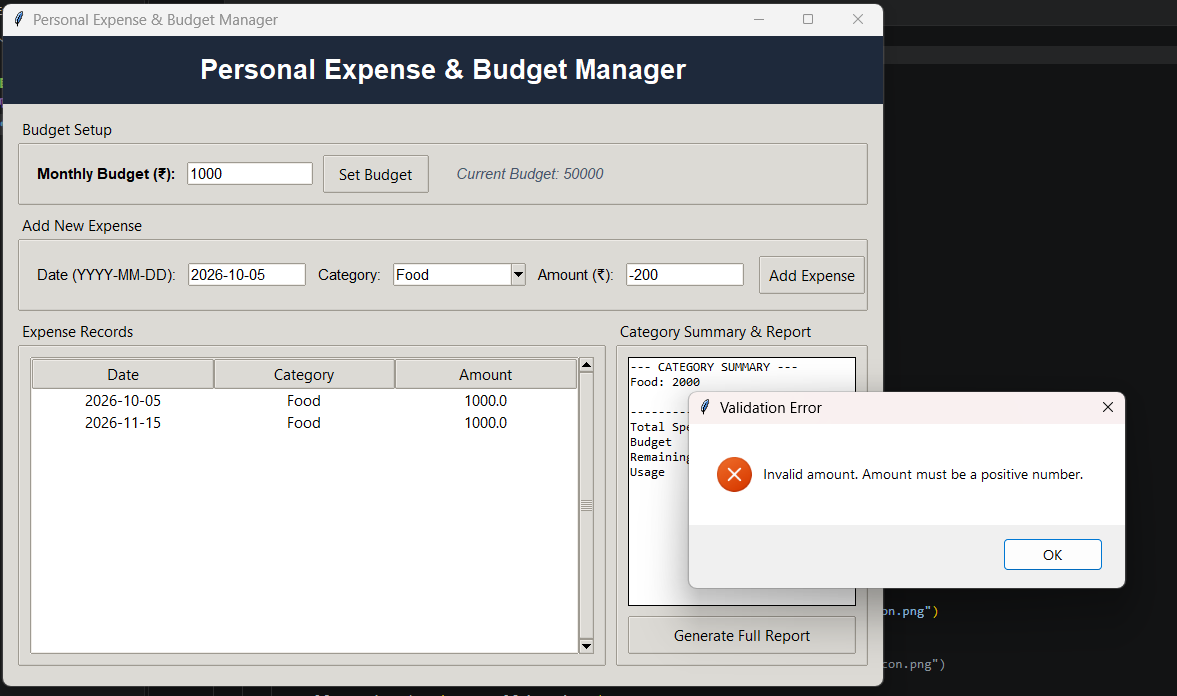 Personal Expense & Budget Manager
Personal Expense & Budget Manager
Budget Setup
Monthly Budget (₹): 1000 Set Budget Current Budget: 50000
Add New Expense
Date (YYYY-MM-DD): 2026-10-05 Category: Food Amount (₹): -200 Add Expense
Expense Records
Date Category Amount
2026-10-05 Food 1000.0
2026-11-15 Food 1000.0
Category Summary & Report
--- CATEGORY SUMMARY ---
Food: 2000
---------
Total Spe
Budget
Remaining
Usage
Generate Full Report
Validation Error
Invalid amount. Amount must be a positive number.
OK
on.png")
con.png")